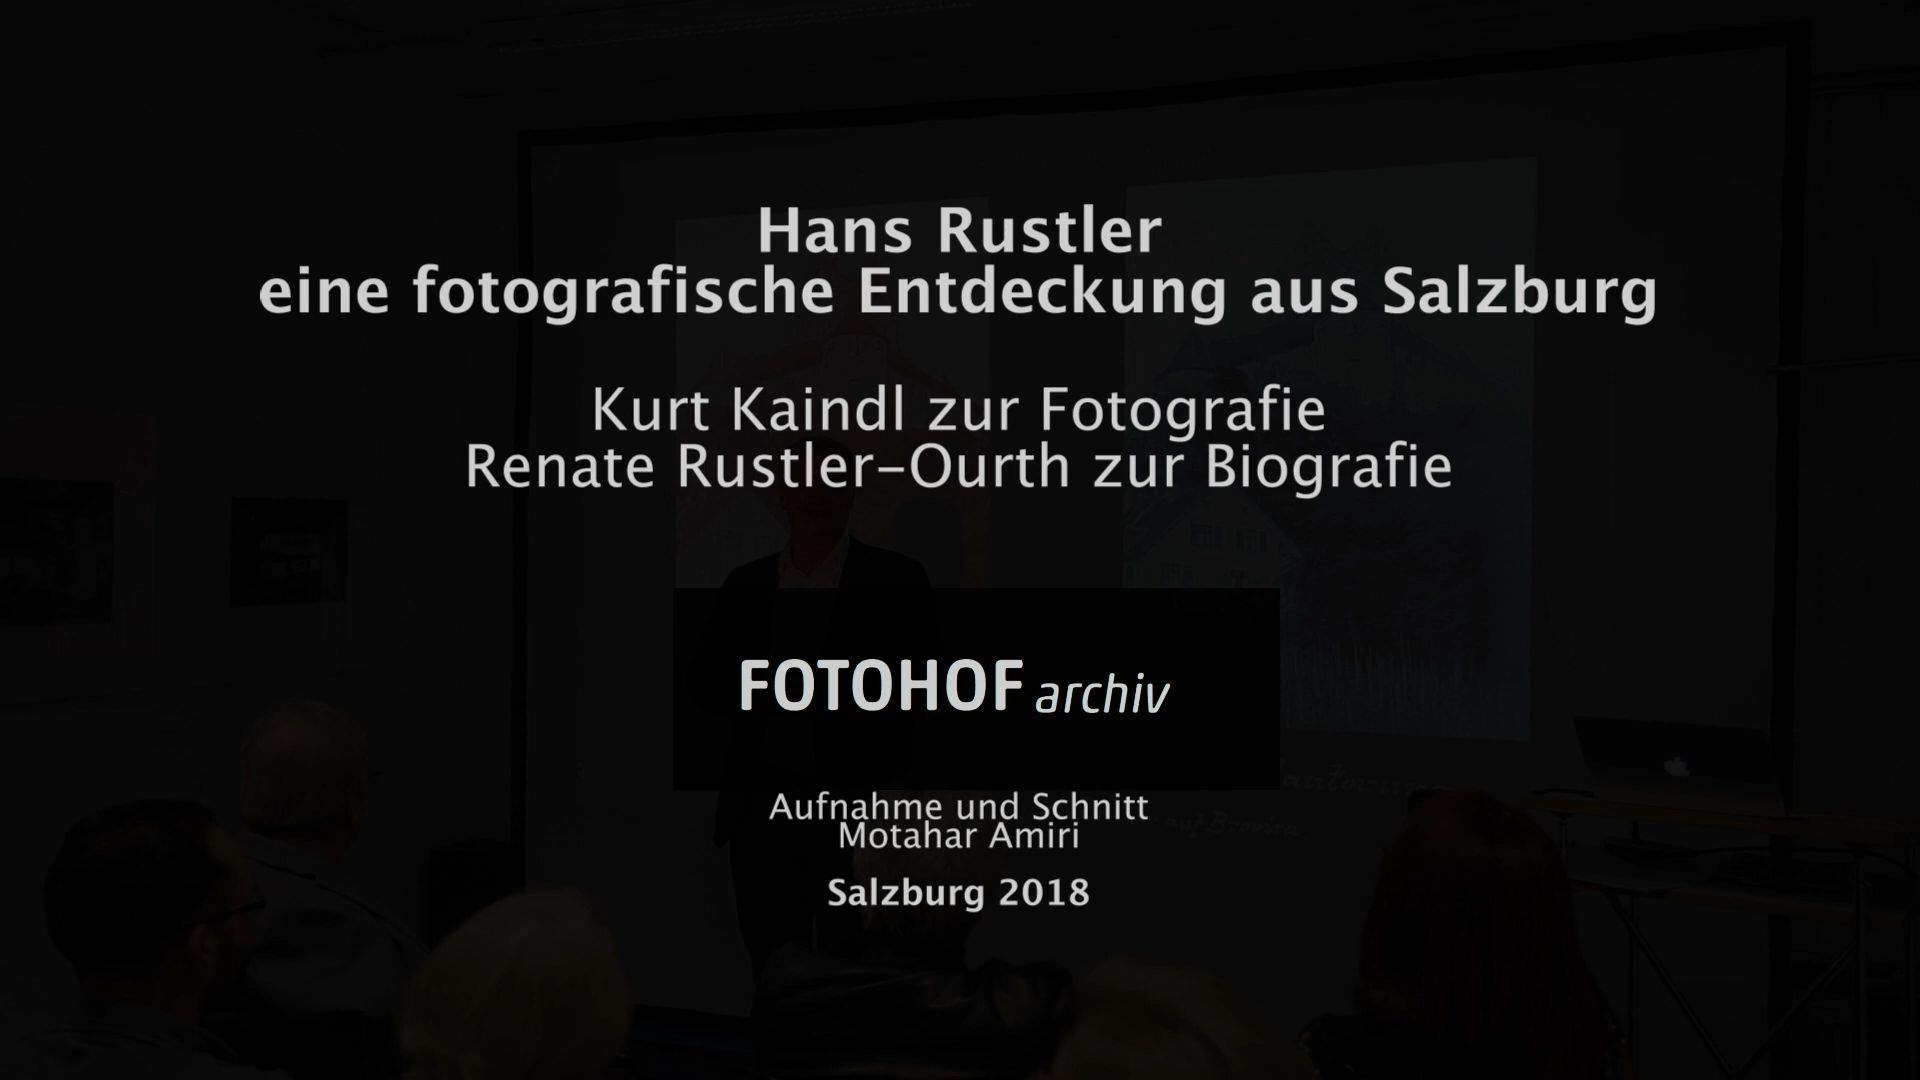 Hans Rustler
eine fotografische Entdeckung aus Salzburg
Kurt Kaindl zur Fotografie
Renate Rustler-Ourth zur Biografie
FOTOHOF archiv
Aufnahme und Schnitt
Motahar Amiri
Salzburg 2018